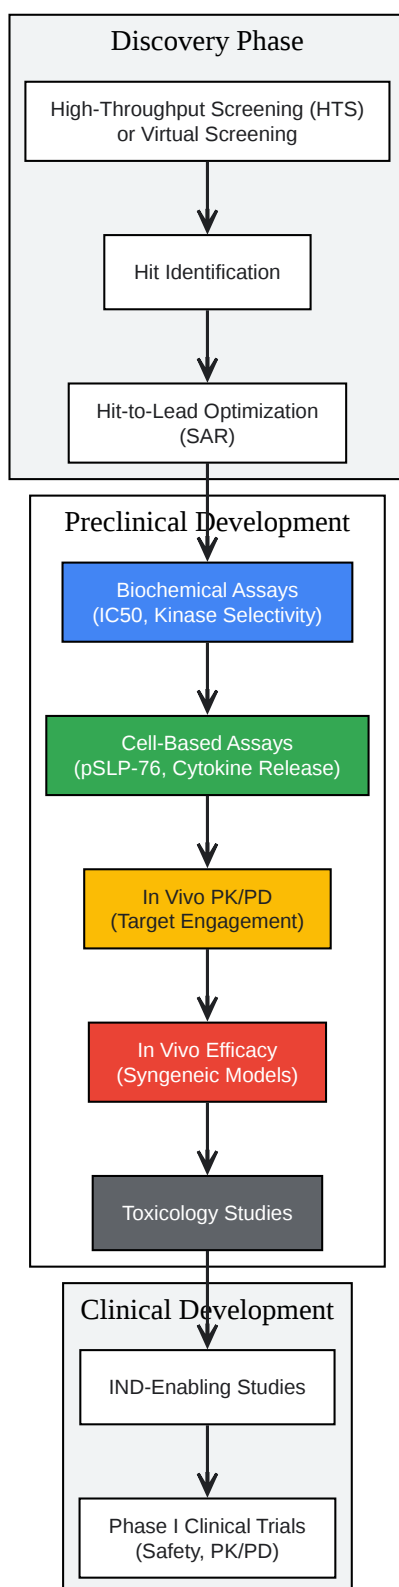 Discovery Phase
High-Throughput Screening (HTS)
or Virtual Screening
Hit Identification
Hit-to-Lead Optimization
(SAR)
Preclinical Development
Biochemical Assays
(IC50, Kinase Selectivity)
Cell-Based Assays
(pSLP-76, Cytokine Release)
In Vivo PK/PD
(Target Engagement)
In Vivo Efficacy
(Syngeneic Models)
Toxicology Studies
Clinical Development
IND-Enabling Studies
Phase I Clinical Trials
(Safety, PK/PD)